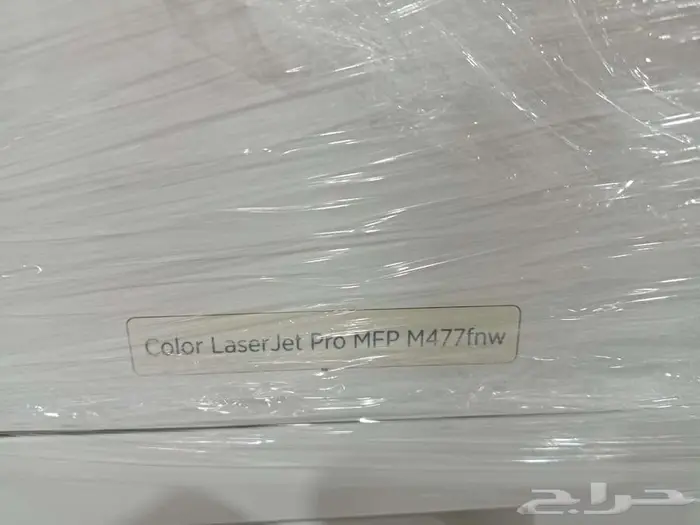 Color LaserJet Pro MFP M477fnw
حراج